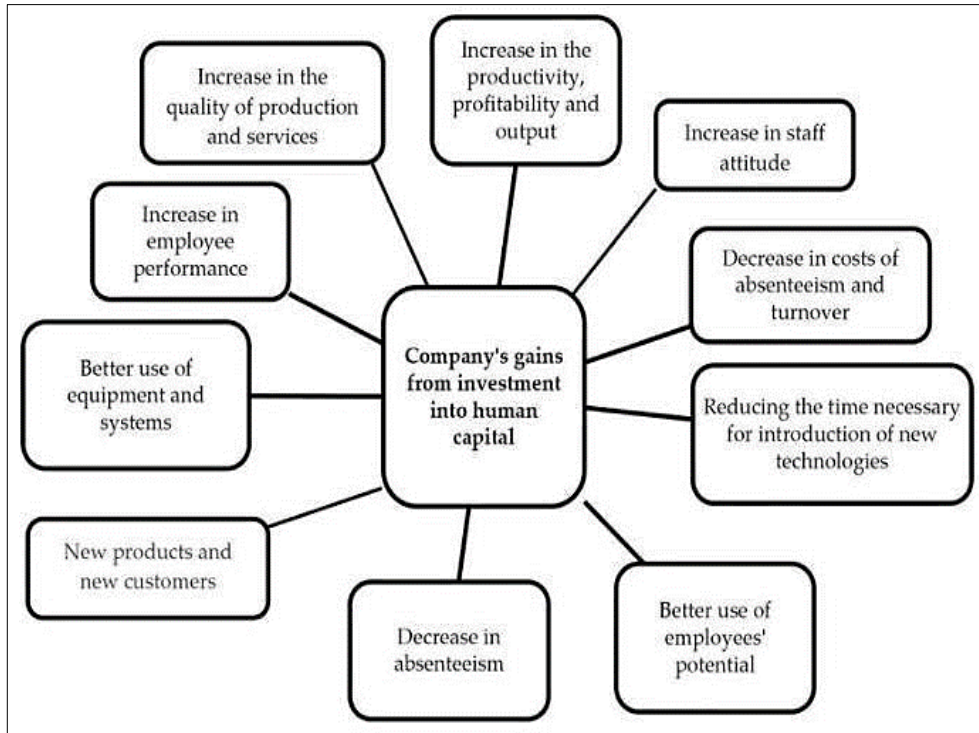 Increase in the
quality of production
and services
Increase in the
productivity,
profitability and
output
Increase in staff
attitude
Increase in
employee
performance
Decrease in costs of
absenteeism and
turnover
Better use of
equipment and
systems
Company's gains
from investment
into human
capital
Reducing the time necessary
for introduction of new
technologies
New products and
new customers
Decrease in
absenteeism
Better use of
employees'
potential